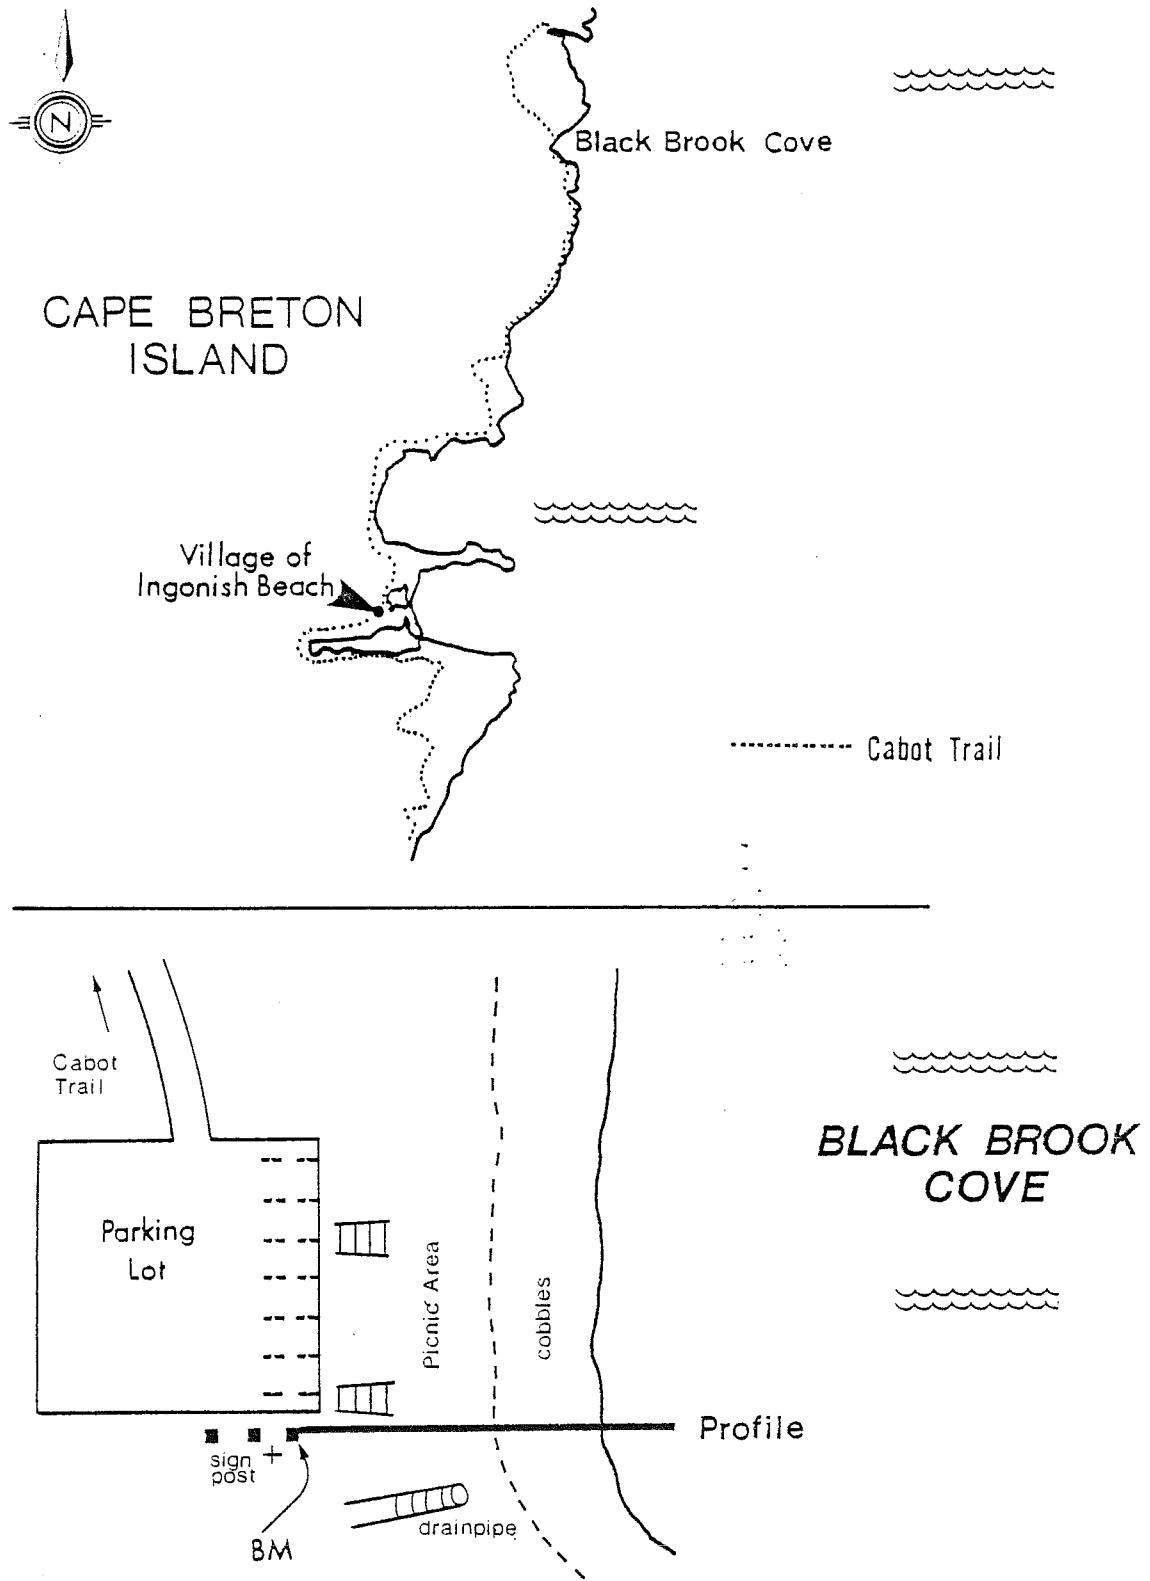 N
Black Brook Cove
CAPE BRETON
ISLAND
Village of
Ingonish Beach
Cabot Trail
Cabot
Trail
BLACK BROOK
COVE
Parking
Lot
Picnic Area
cobbles
Profile
sign
post
drainpipe
BM